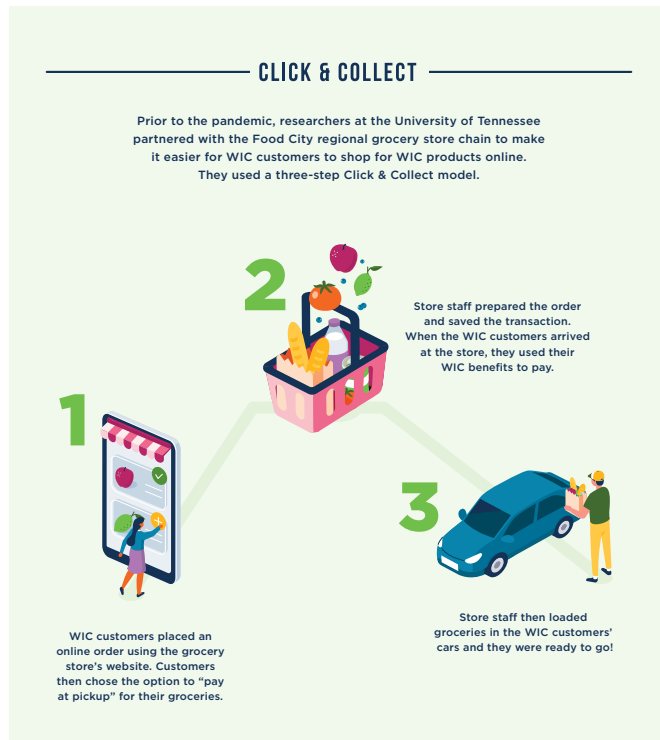 CLICK & COLLECT
Prior to the pandemic, researchers at the University of Tennessee
partnered with the Food City regional grocery store chain to make
it easier for WIC customers to shop for WIC products online.
They used a three-step Click & Collect model.
1
WIC customers placed an
online order using the grocery
store's website. Customers
then chose the option to “pay
at pickup” for their groceries.
2
Store staff prepared the order
and saved the transaction.
When the WIC customers arrived
at the store, they used their
WIC benefits to pay.
3
Store staff then loaded
groceries in the WIC customers’
cars and they were ready to go!